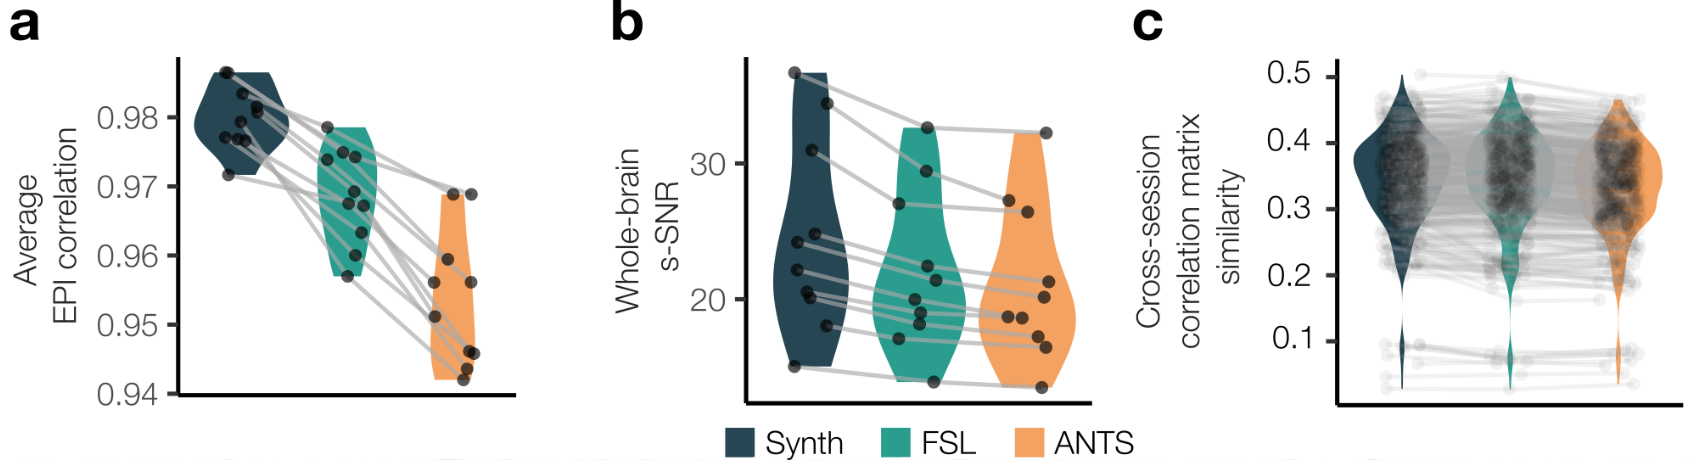 a
Average
EPI correlation
0.98
0.97
0.96
0.95
0.94
b
Whole-brain
s-SNR
30
20
c
Cross-session
correlation matrix
similarity
0.5
0.4
0.3
0.2
0.1
Synth
FSL
ANTS